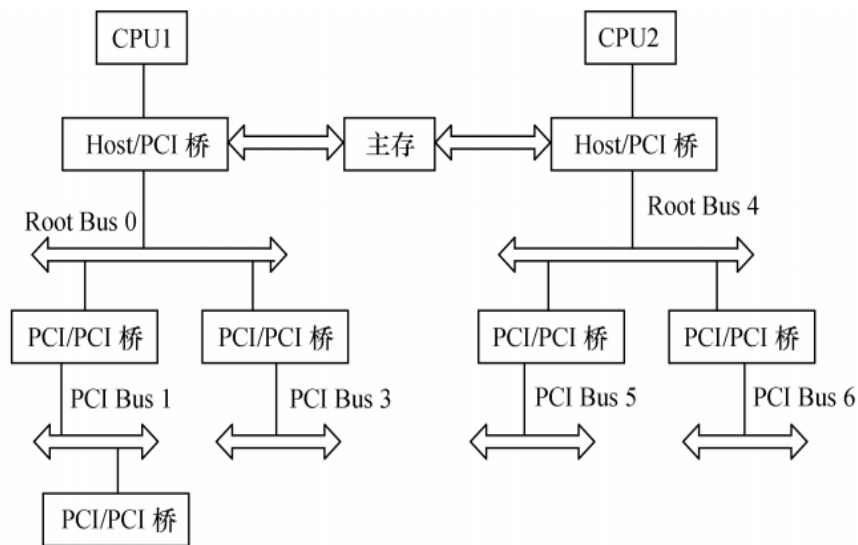 CPU1
CPU2
Host/PCI 桥
主存
Host/PCI 桥
Root Bus 0
Root Bus 4
PCI/PCI 桥
PCI/PCI 桥
PCI/PCI 桥
PCI/PCI 桥
PCI Bus 1
PCI Bus 3
PCI Bus 5
PCI Bus 6
PCI/PCI 桥